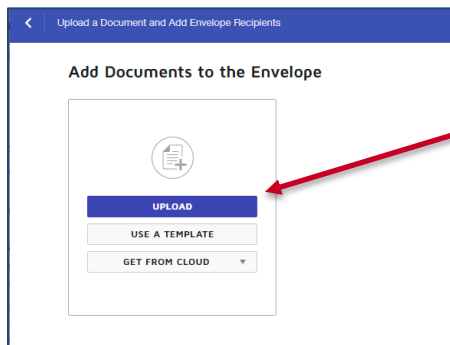 Upload a Document and Add Envelope Recipients
Add Documents to the Envelope
UPLOAD
USE A TEMPLATE
GET FROM CLOUD